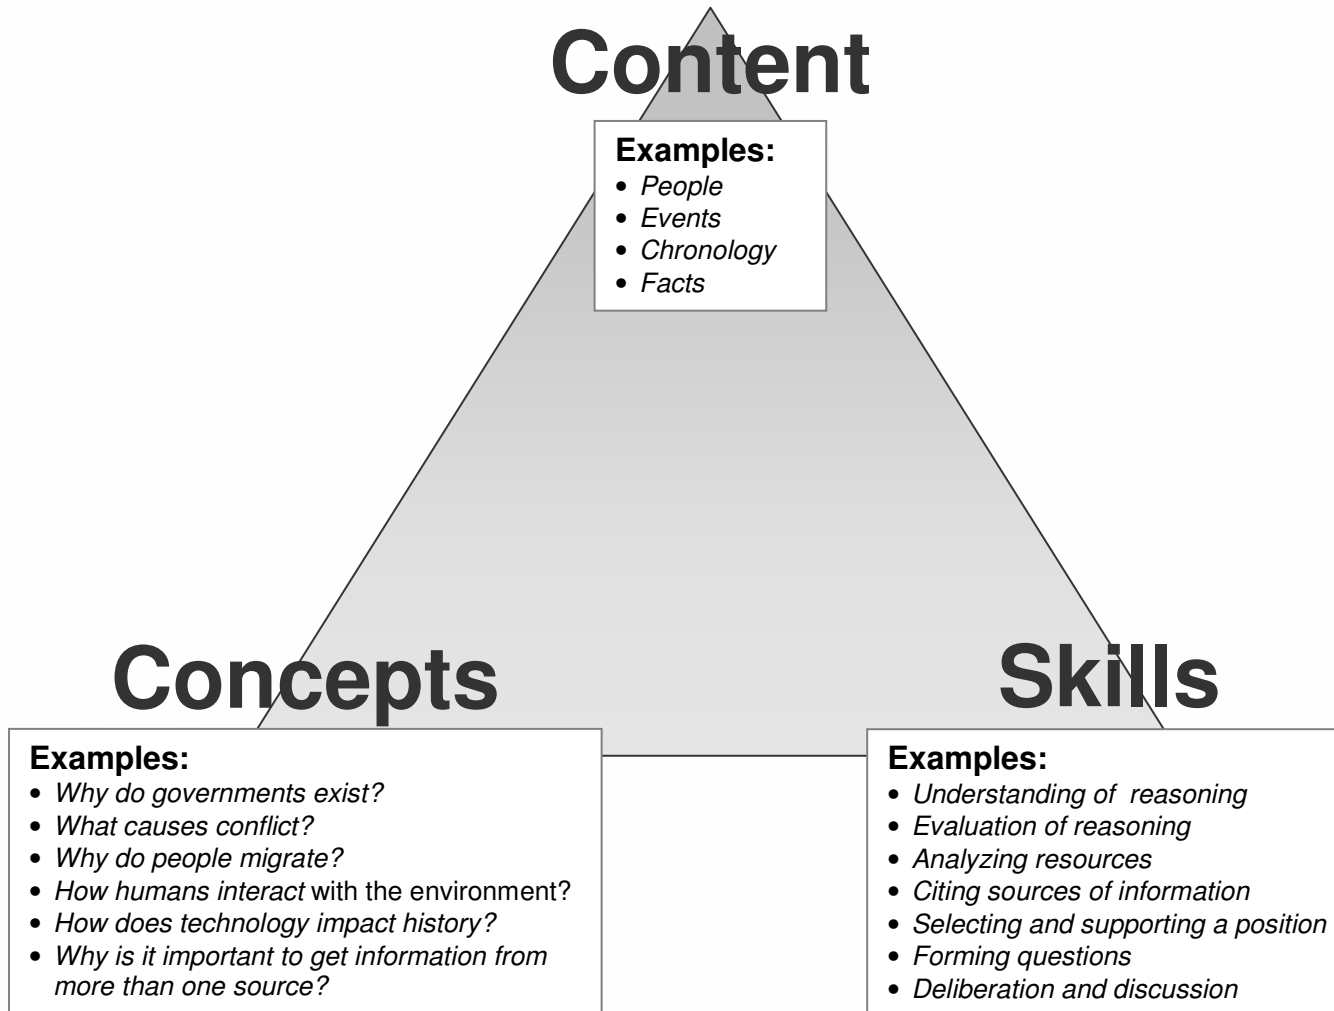 Content
Examples:
• People
• Events
• Chronology
• Facts
Concepts
Examples:
• Why do governments exist?
• What causes conflict?
• Why do people migrate?
• How humans interact with the environment?
• How does technology impact history?
• Why is it important to get information from
more than one source?
Skills
Examples:
• Understanding of  reasoning
• Evaluation of reasoning
• Analyzing resources
• Citing sources of information
• Selecting and supporting a position
• Forming questions
• Deliberation and discussion